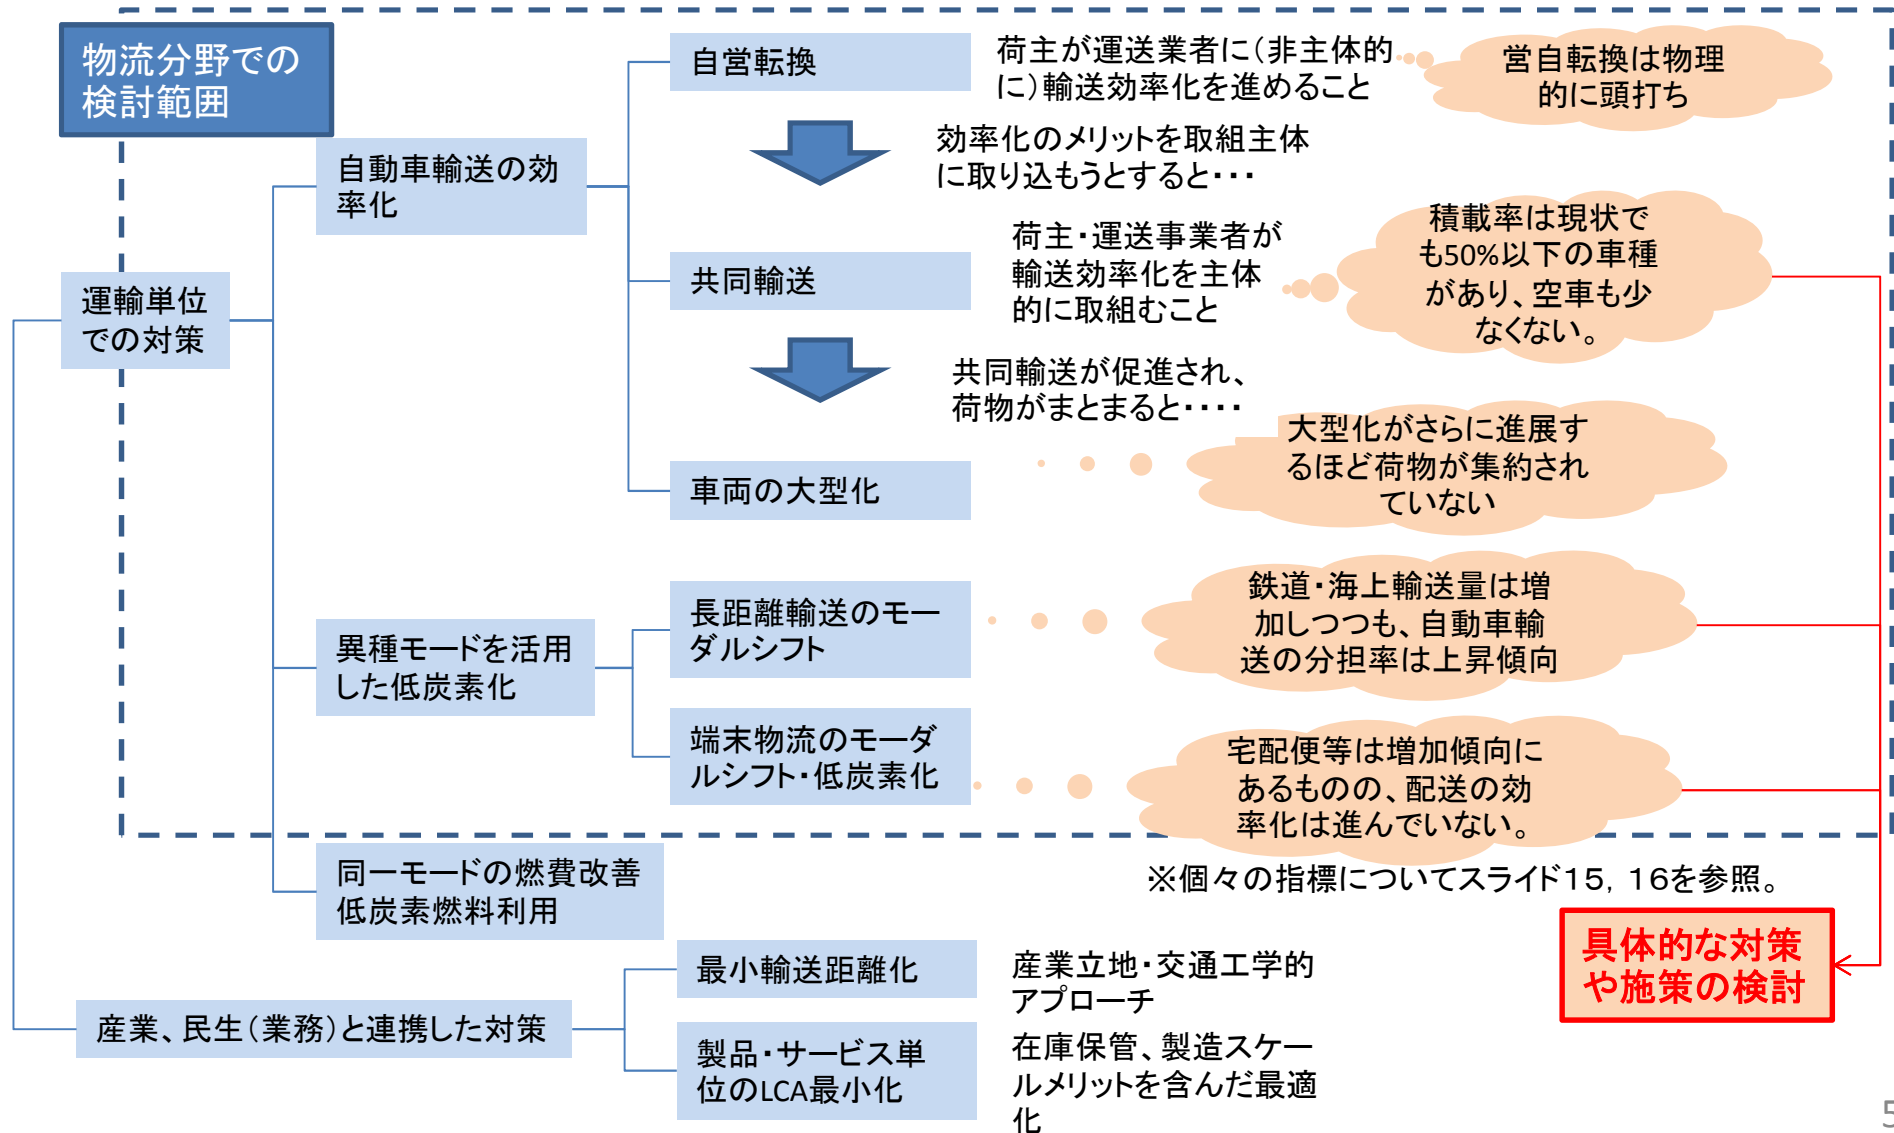 物流分野での
検討範囲
運輸単位
での対策
自動車輸送の効
率化
自営転換
荷主が運送業者に（非主体的
に）輸送効率化を進めること
営自転換は物理
的に頭打ち
効率化のメリットを取組主体
に取り込もうとすると・・・
共同輸送
荷主・運送事業者が
輸送効率化を主体
的に取組むこと
積載率は現状で
も50%以下の車種
があり、空車も少
なくない。
共同輸送が促進され、
荷物がまとまると・・・・
車両の大型化
大型化がさらに進展す
るほど荷物が集約され
ていない
異種モードを活用
した低炭素化
長距離輸送のモー
ダルシフト
鉄道・海上輸送量は増
加しつつも、自動車輸
送の分担率は上昇傾向
端末物流のモーダ
ルシフト・低炭素化
宅配便等は増加傾向に
あるものの、配送の効
率化は進んでいない。
同一モードの燃費改善
低炭素燃料利用
※個々の指標についてスライド１５，１６を参照。
具体的な対策
や施策の検討
産業、民生（業務）と連携した対策
最小輸送距離化
産業立地・交通工学的
アプローチ
製品・サービス単
位のLCA最小化
在庫保管、製造スケー
ルメリットを含んだ最適
化
5